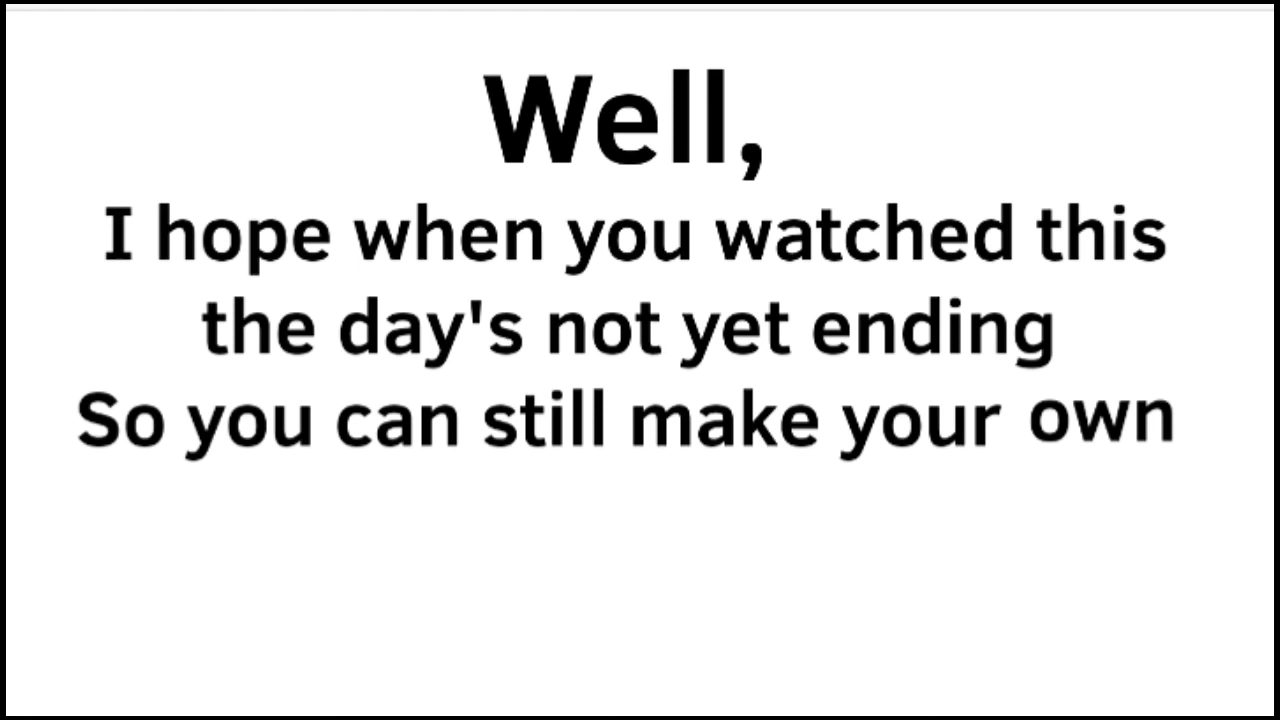 Well,
I hope when you watched this
the day's not yet ending
So you can still make your own